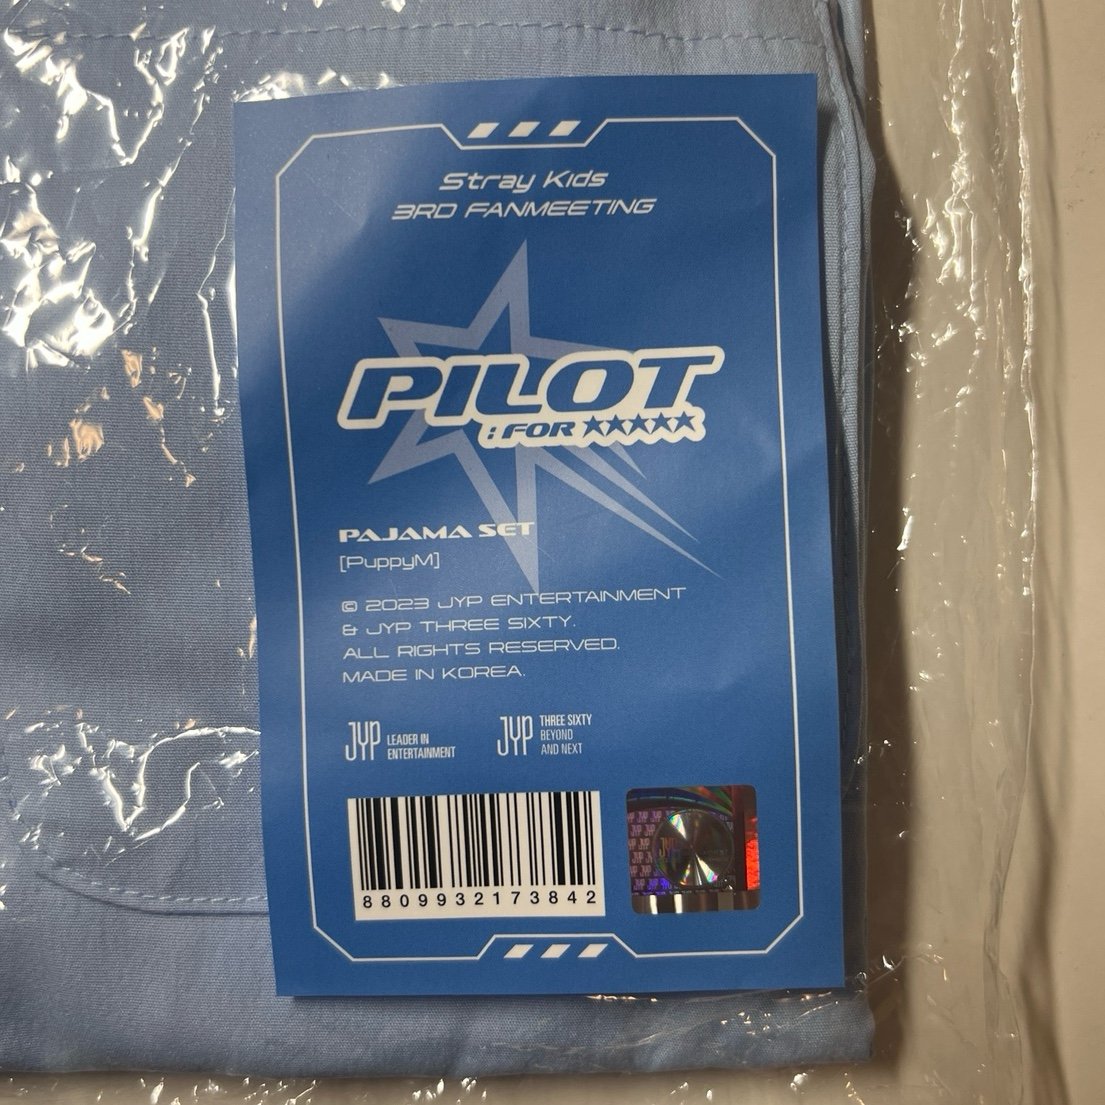 Stray Kids
3RD FANMEETING
PILOT
: FOR ★★★★★
PAJAMA SET
[PuppyM]
© 2023 JYP ENTERTAINMENT
& JYP THREE SIXTY.
ALL RIGHTS RESERVED.
MADE IN KOREA.
JYP LEADER IN
ENTERTAINMENT
JYP THREE SIXTY
BEYOND
AND NEXT
8809932173842